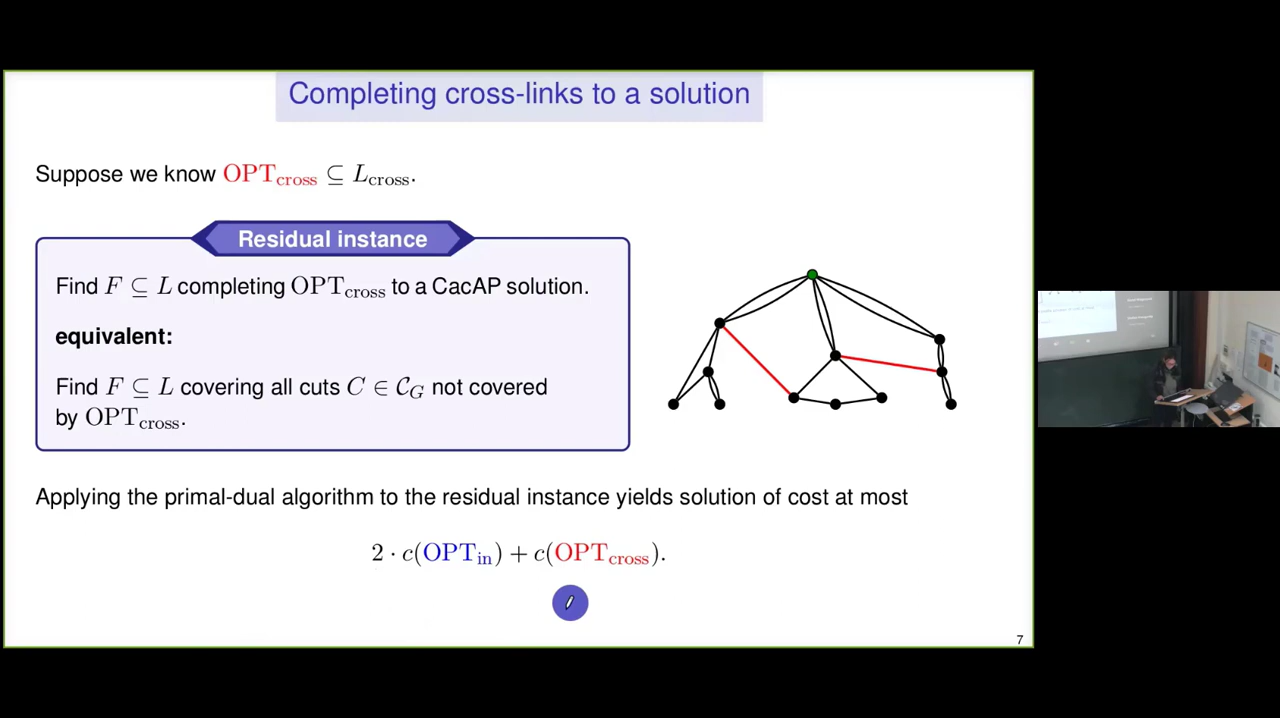 Completing cross-links to a solution
Suppose we know OPT_cross ⊆ L_cross.
Residual instance
Find F ⊆ L completing OPT_cross to a CacAP solution.
equivalent:
Find F ⊆ L covering all cuts C ∈ 𝒞_G not covered
by OPT_cross.
Applying the primal-dual algorithm to the residual instance yields solution of cost at most
2 · c(OPT_in) + c(OPT_cross).
7